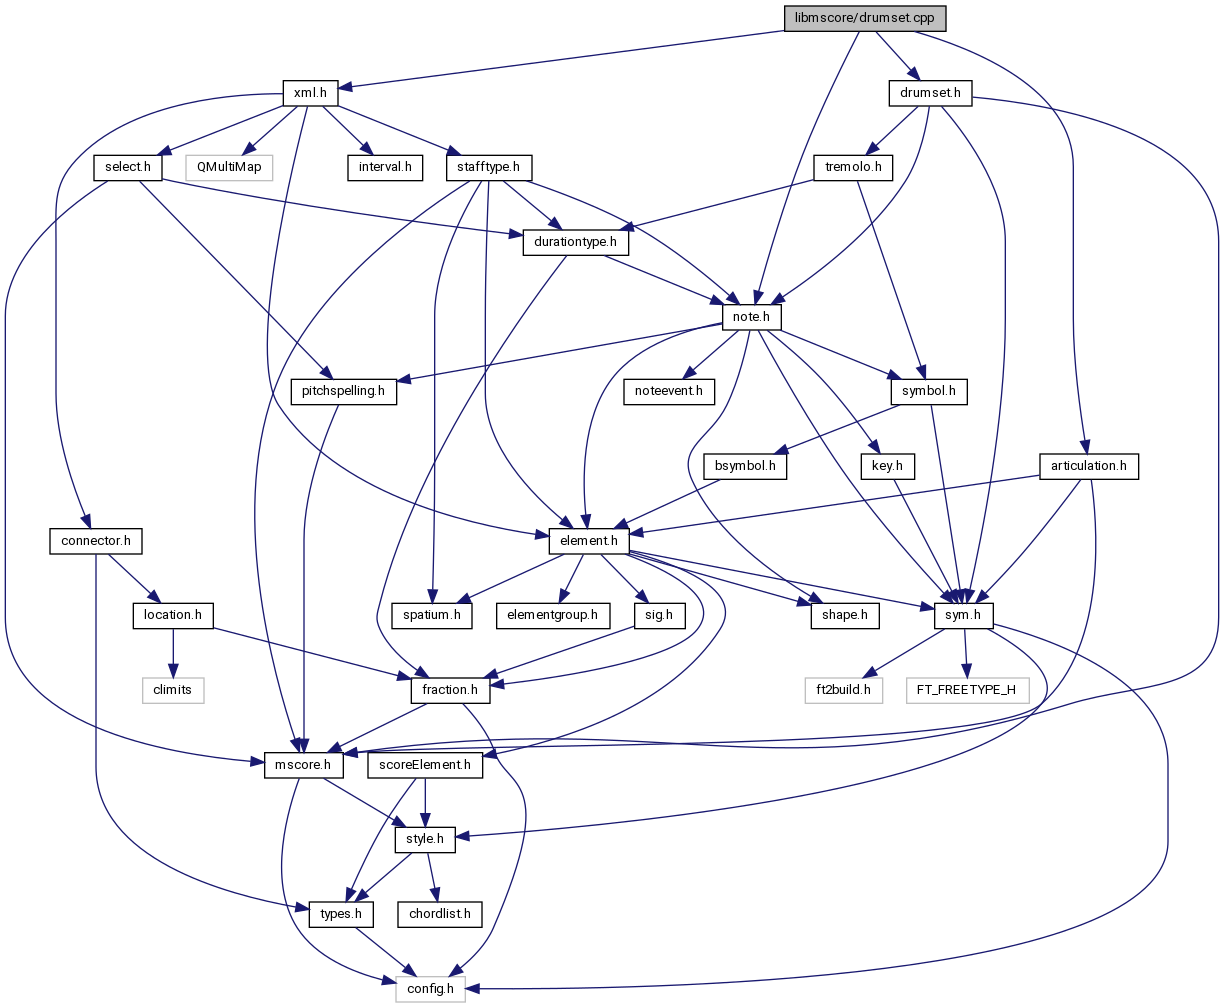 libmscore/drumset.cpp
xml.h
drumset.h
select.h
QMultiMap
interval.h
stafftype.h
tremolo.h
durationtype.h
note.h
pitchspelling.h
noteevent.h
symbol.h
bsymbol.h
key.h
articulation.h
connector.h
element.h
location.h
spatium.h
elementgroup.h
sig.h
shape.h
sym.h
climits
fraction.h
ft2build.h
FT_FREETYPE_H
mscore.h
scoreElement.h
style.h
types.h
chordlist.h
config.h